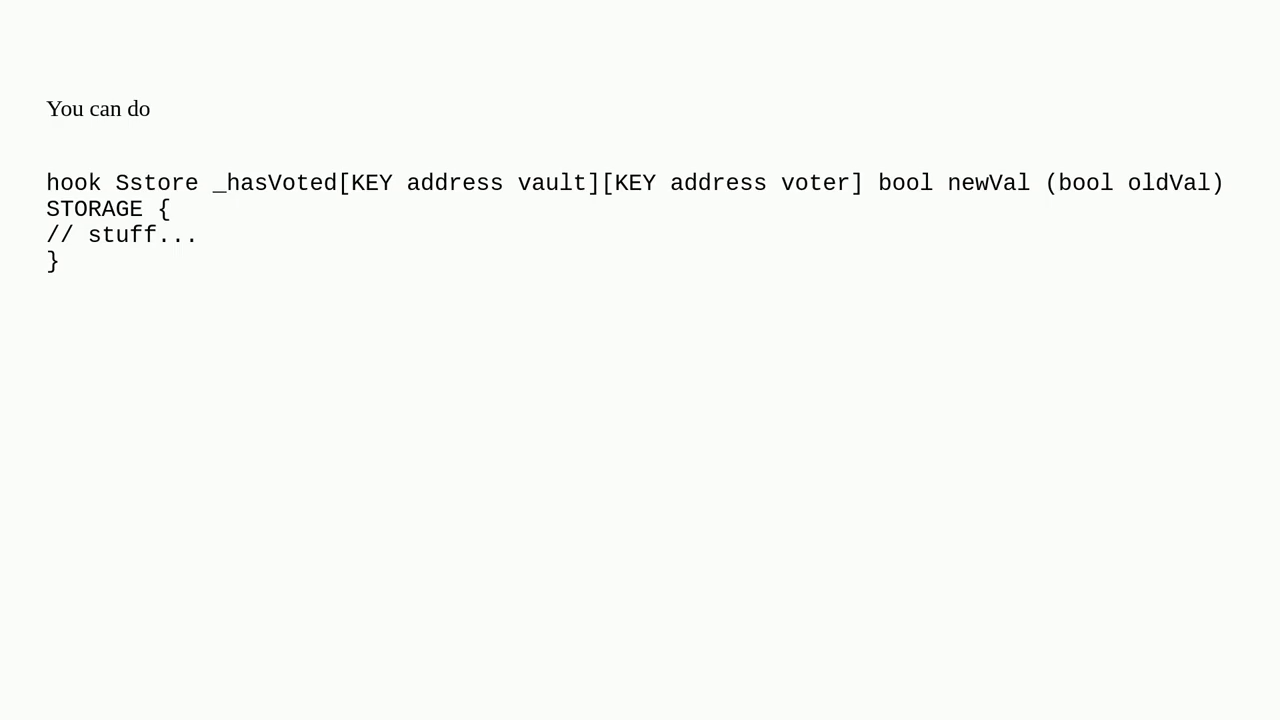 You can do
hook Sstore _hasVoted[KEY address vault][KEY address voter] bool newVal (bool oldVal)
STORAGE {
// stuff...
}